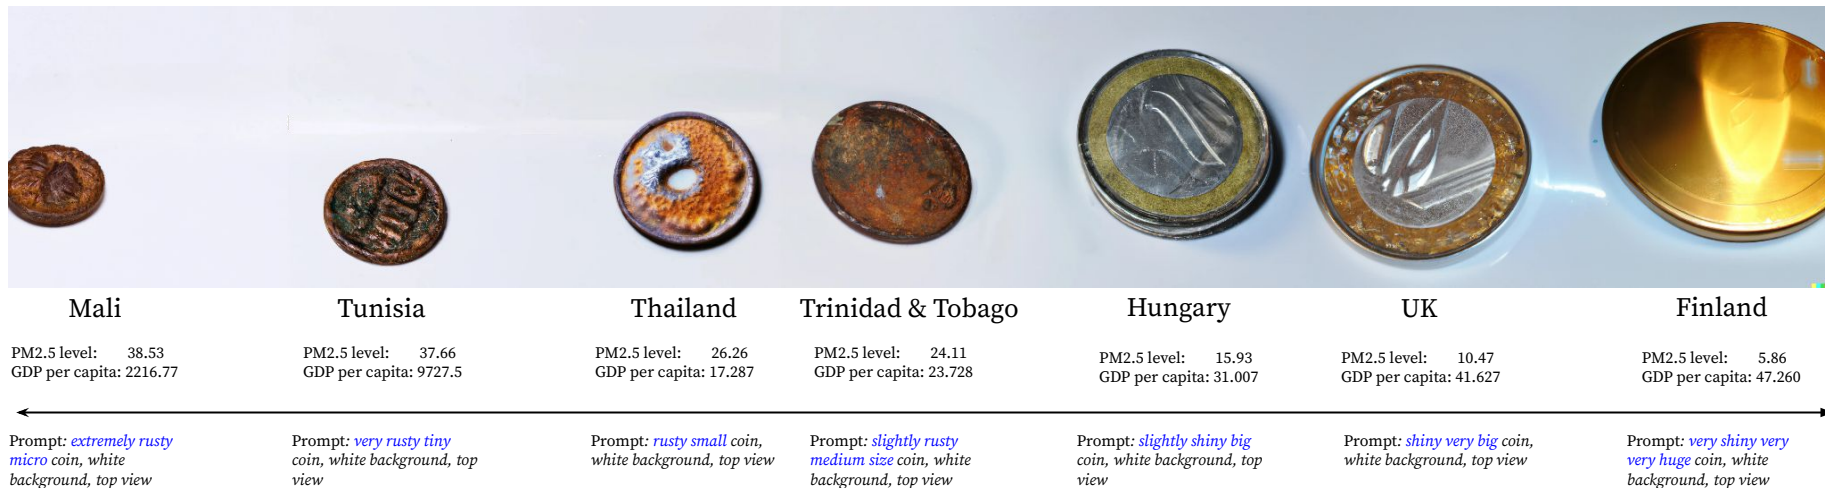 Mali
PM2.5 level: 38.53
GDP per capita: 2216.77
Prompt: extremely rusty
micro coin, white
background, top view
Tunisia
PM2.5 level: 37.66
GDP per capita: 9727.5
Prompt: very rusty tiny
coin, white background, top
view
Thailand
PM2.5 level: 26.26
GDP per capita: 17.287
Prompt: rusty small coin,
white background, top view
Trinidad & Tobago
PM2.5 level: 24.11
GDP per capita: 23.728
Prompt: slightly rusty
medium size coin, white
background, top view
Hungary
PM2.5 level: 15.93
GDP per capita: 31.007
Prompt: slightly shiny big
coin, white background, top
view
UK
PM2.5 level: 10.47
GDP per capita: 41.627
Prompt: shiny very big coin,
white background, top view
Finland
PM2.5 level: 5.86
GDP per capita: 47.260
Prompt: very shiny very
very huge coin, white
background, top view